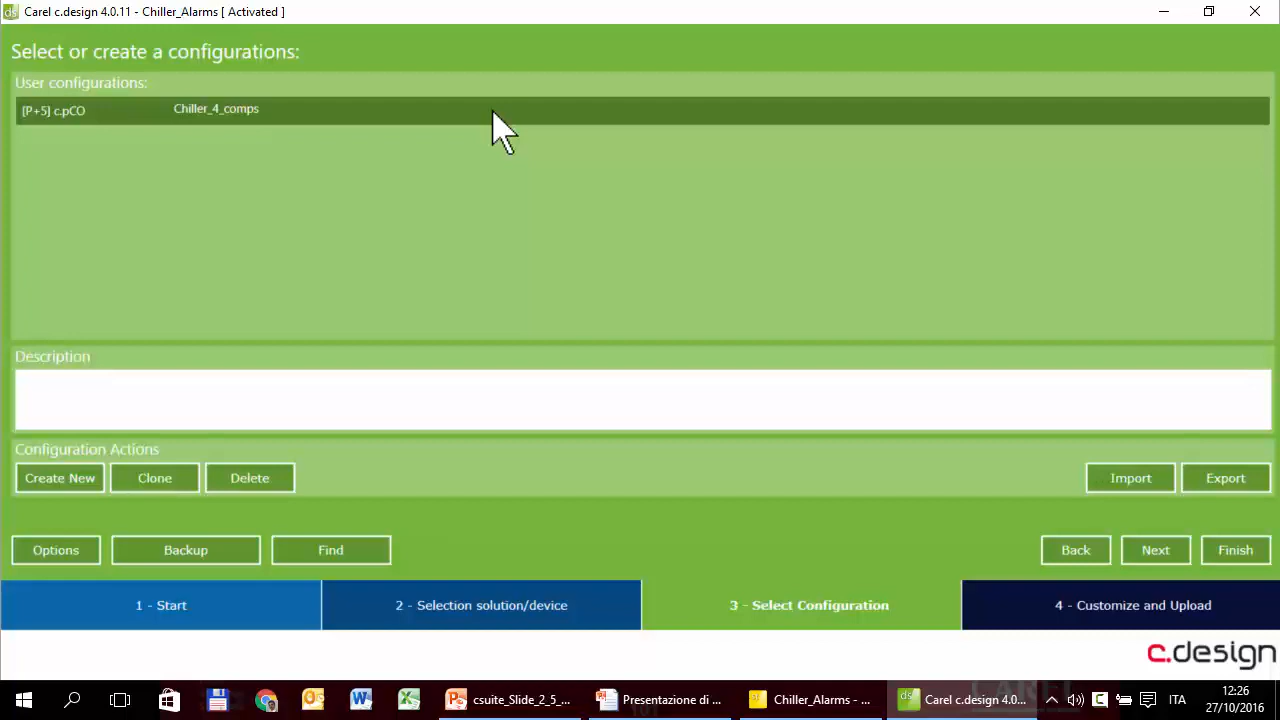 Carel c.design 4.0.11 - Chiller_Alarms [ Activated ]
Select or create a configurations:
User configurations:
[P+5] c.pCO Chiller_4_comps
Description
Configuration Actions
Create New Clone Delete Import Export
Options Backup Find Back Next Finish
1 - Start 2 - Selection solution/device 3 - Select Configuration 4 - Customize and Upload
c.design
csuite_Slide_2_5_... Presentazione di ... Chiller_Alarms - ... Carel c.design 4.0... ITA 12:26
27/10/2016